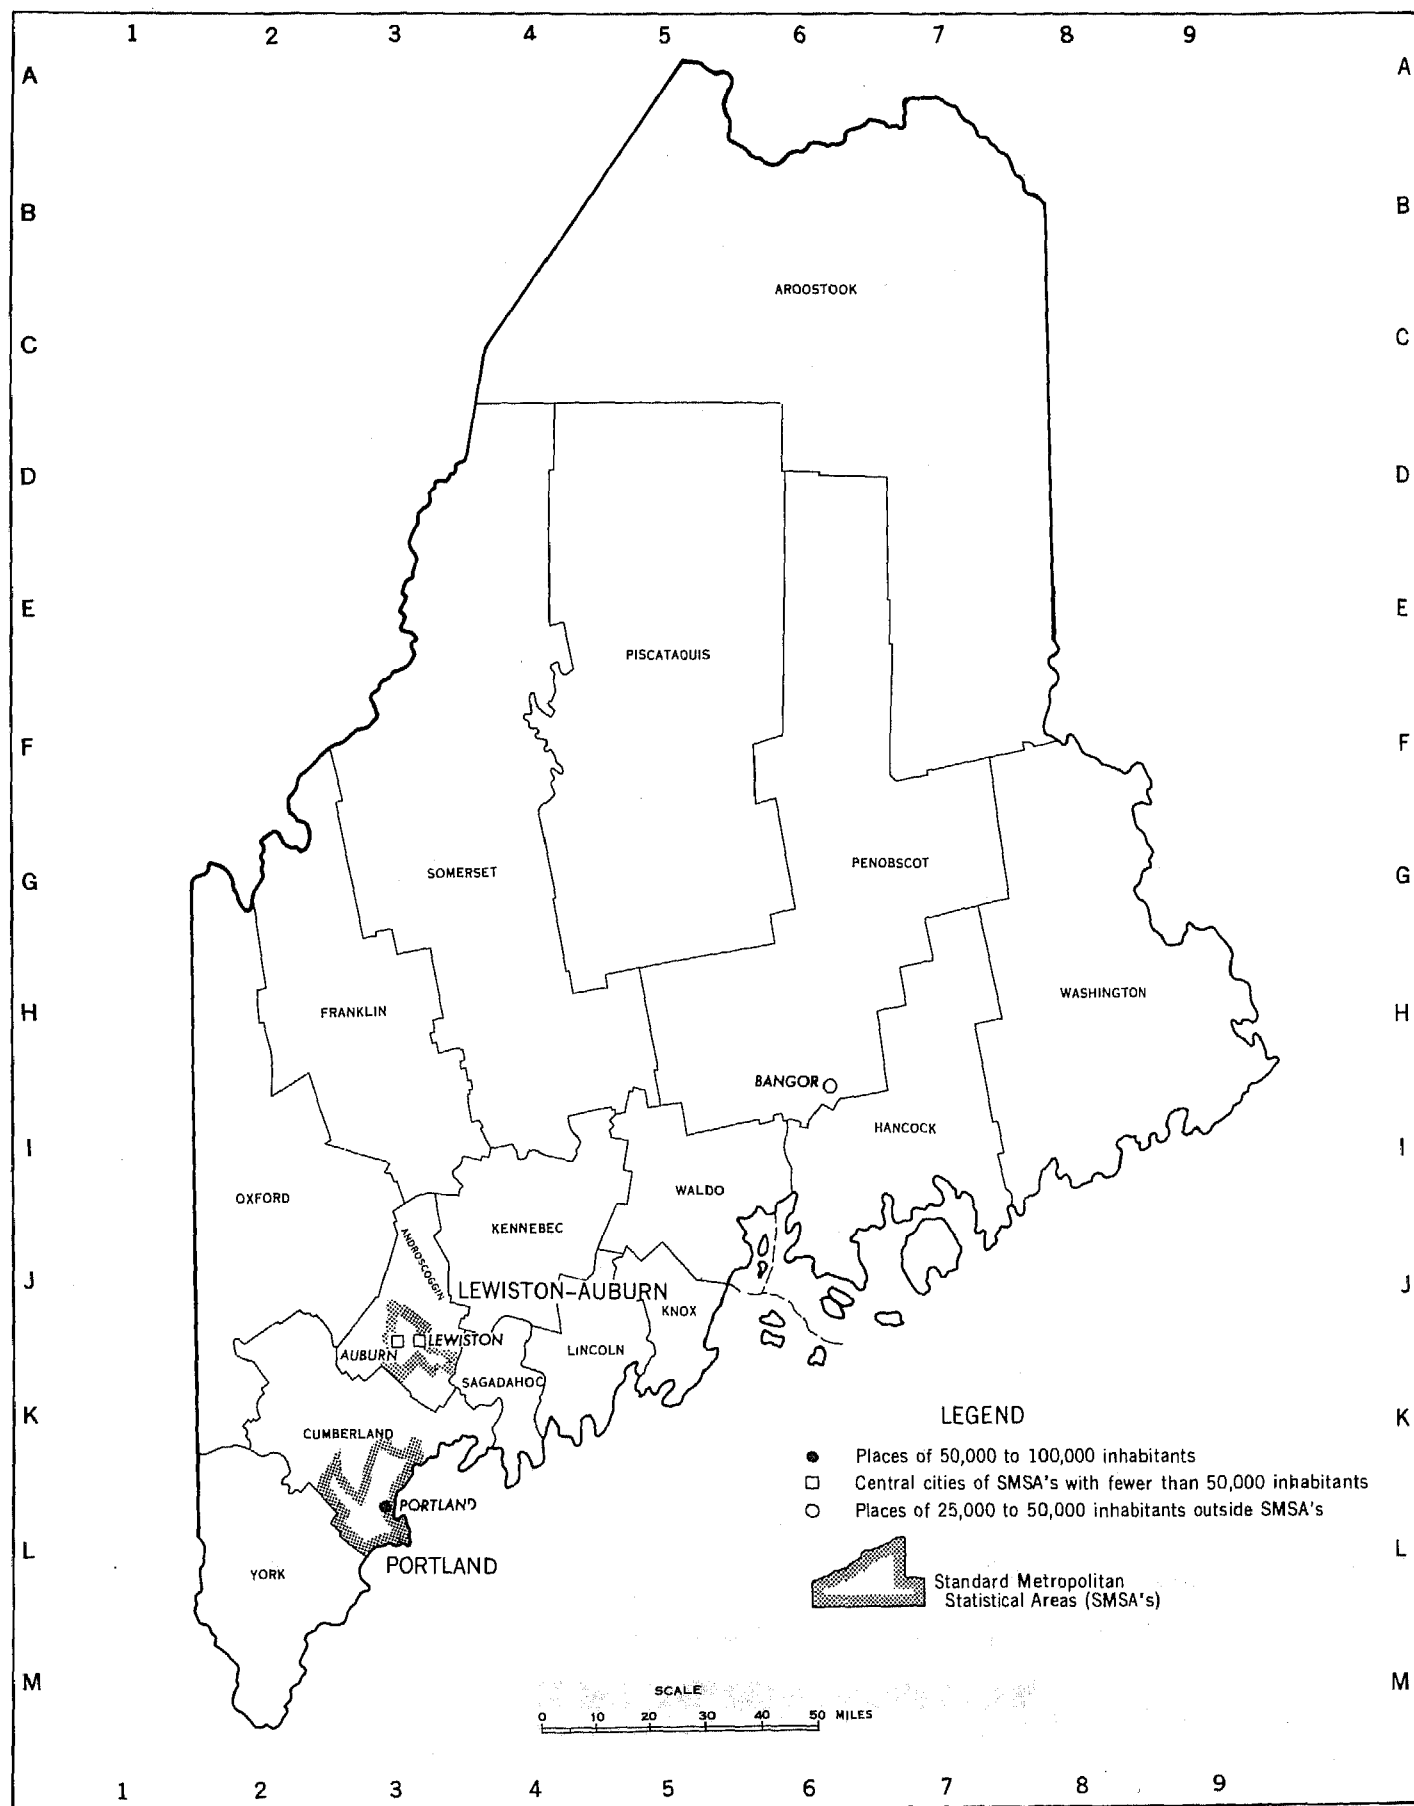 1 2 3 4 5 6 7 8 9
A A
B B
AROOSTOOK
C C
D D
E E
PISCATAQUIS
F F
SOMERSET
PENOBSCOT
G G
WASHINGTON
FRANKLIN
H H
BANGOR
HANCOCK
I I
WALDO
OXFORD
KENNEBEC
ANDROSCOGGIN
J J
LEWISTON-AUBURN
KNOX
LEWISTON
AUBURN
LINCOLN
SAGADAHOC
K K
LEGEND
CUMBERLAND
Places of 50,000 to 100,000 inhabitants
Central cities of SMSA's with fewer than 50,000 inhabitants
PORTLAND
Places of 25,000 to 50,000 inhabitants outside SMSA's
L L
PORTLAND
YORK
Standard Metropolitan
Statistical Areas (SMSA's)
M M
SCALE
0 10 20 30 40 50 MILES
1 2 3 4 5 6 7 8 9